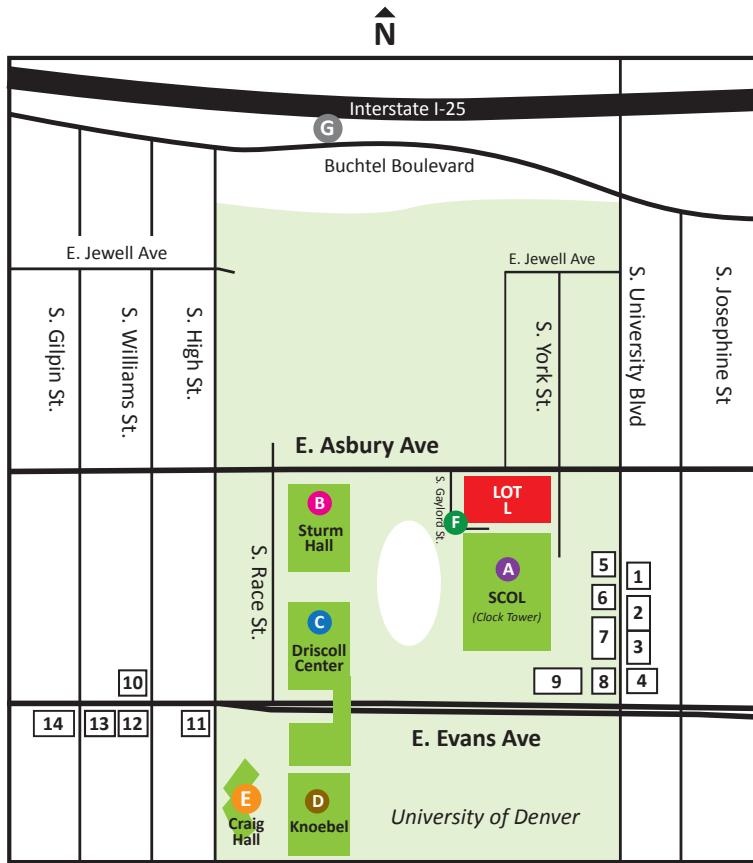 N
Interstate I-25
G
Buchtel Boulevard
E. Jewell Ave
E. Jewell Ave
S. Gilpin St.
S. Williams St.
S. High St.
S. York St.
S. University Blvd
S. Josephine St
E. Asbury Ave
B
Sturm
Hall
S. Gaylord St.
LOT
L
F
A
SCOL
(Clock Tower)
S. Race St.
C
Driscoll
Center
5
1
6
2
7
3
10
9
8
4
14
13
12
11
E. Evans Ave
E
Craig
Hall
D
Knoebel
University of Denver